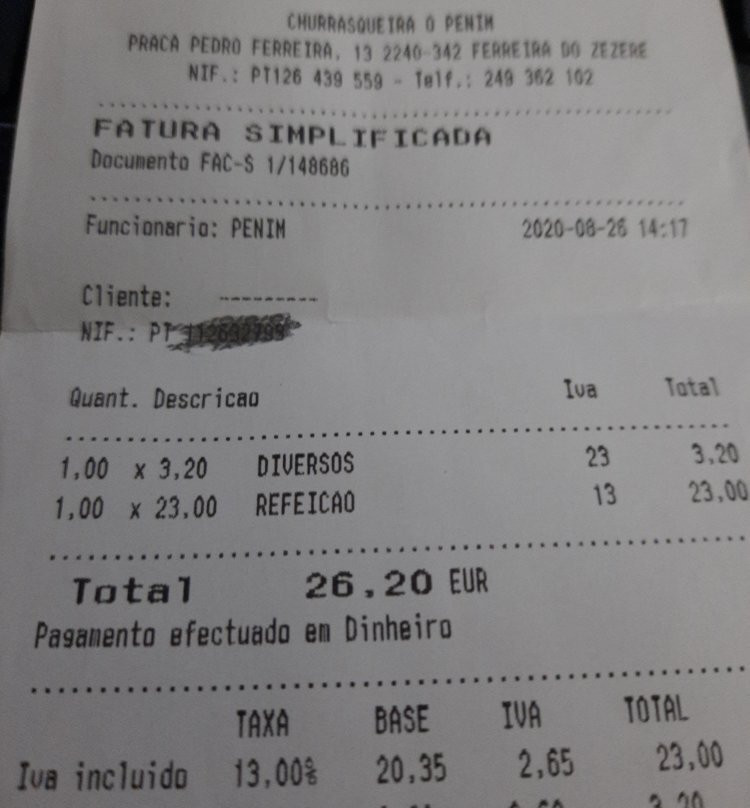 CHURRASQUEIRA O PENIM
PRACA PEDRO FERREIRA, 13 2240-342 FERREIRA DO ZEZERE
NIF.: PT126 439 559 - Telf.: 249 362 102
FATURA SIMPLIFICADA
Documento FAC-S 1/148686
Funcionario: PENIM 2020-08-26 14:17
Cliente: ---------
NIF.: PT
Quant. Descricao Iva Total
1,00 x 3,20 DIVERSOS 23 3,20
1,00 x 23,00 REFEICAO 13 23,00
Total 26,20 EUR
Pagamento efectuado em Dinheiro
TAXA BASE IVA TOTAL
Iva incluido 13,00% 20,35 2,65 23,00
3,20